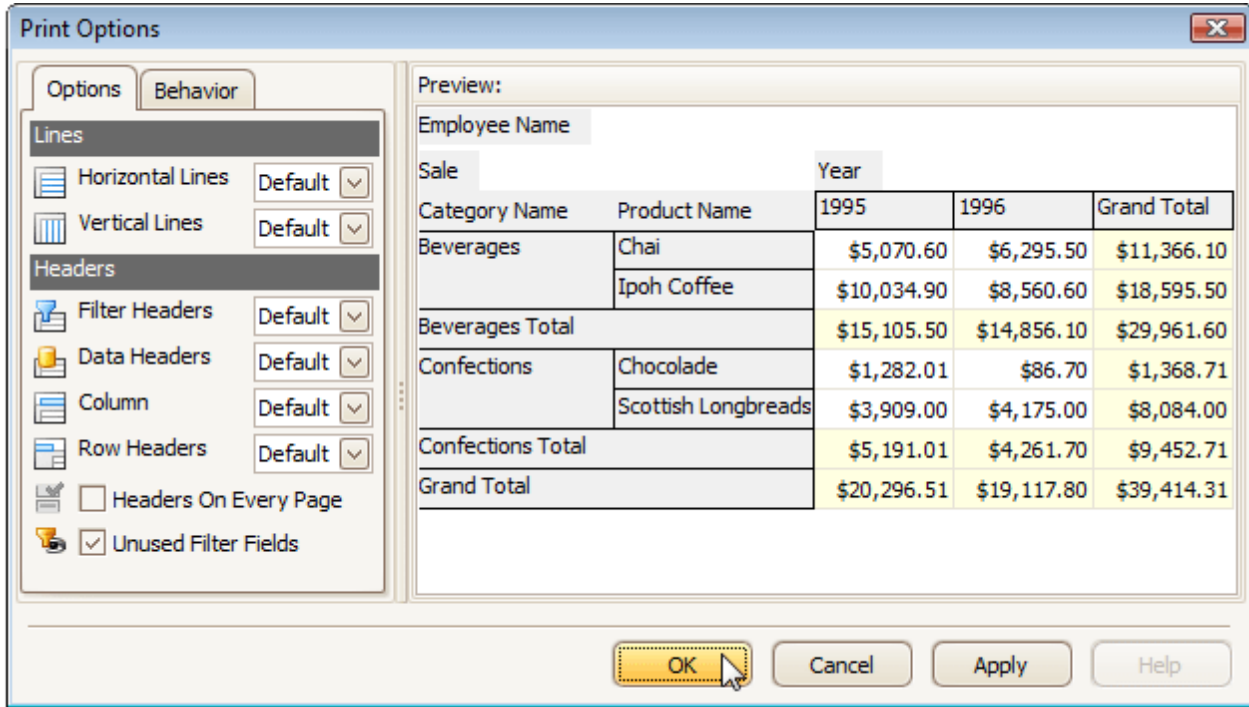 Print Options
Options Behavior
Lines
Horizontal Lines Default
Vertical Lines Default
Headers
Filter Headers Default
Data Headers Default
Column Default
Row Headers Default
Headers On Every Page
Unused Filter Fields
Preview:
Employee Name
Sale Year
Category Name Product Name 1995 1996 Grand Total
Beverages Chai $5,070.60 $6,295.50 $11,366.10
Ipoh Coffee $10,034.90 $8,560.60 $18,595.50
Beverages Total $15,105.50 $14,856.10 $29,961.60
Confections Chocolade $1,282.01 $86.70 $1,368.71
Scottish Longbreads $3,909.00 $4,175.00 $8,084.00
Confections Total $5,191.01 $4,261.70 $9,452.71
Grand Total $20,296.51 $19,117.80 $39,414.31
OK Cancel Apply Help